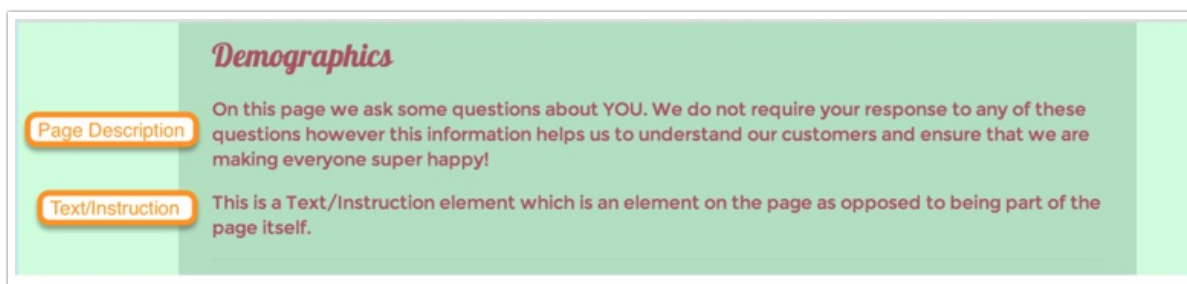 Demographics
Page Description
On this page we ask some questions about YOU. We do not require your response to any of these
questions however this information helps us to understand our customers and ensure that we are
making everyone super happy!
Text/Instruction
This is a Text/Instruction element which is an element on the page as opposed to being part of the
page itself.